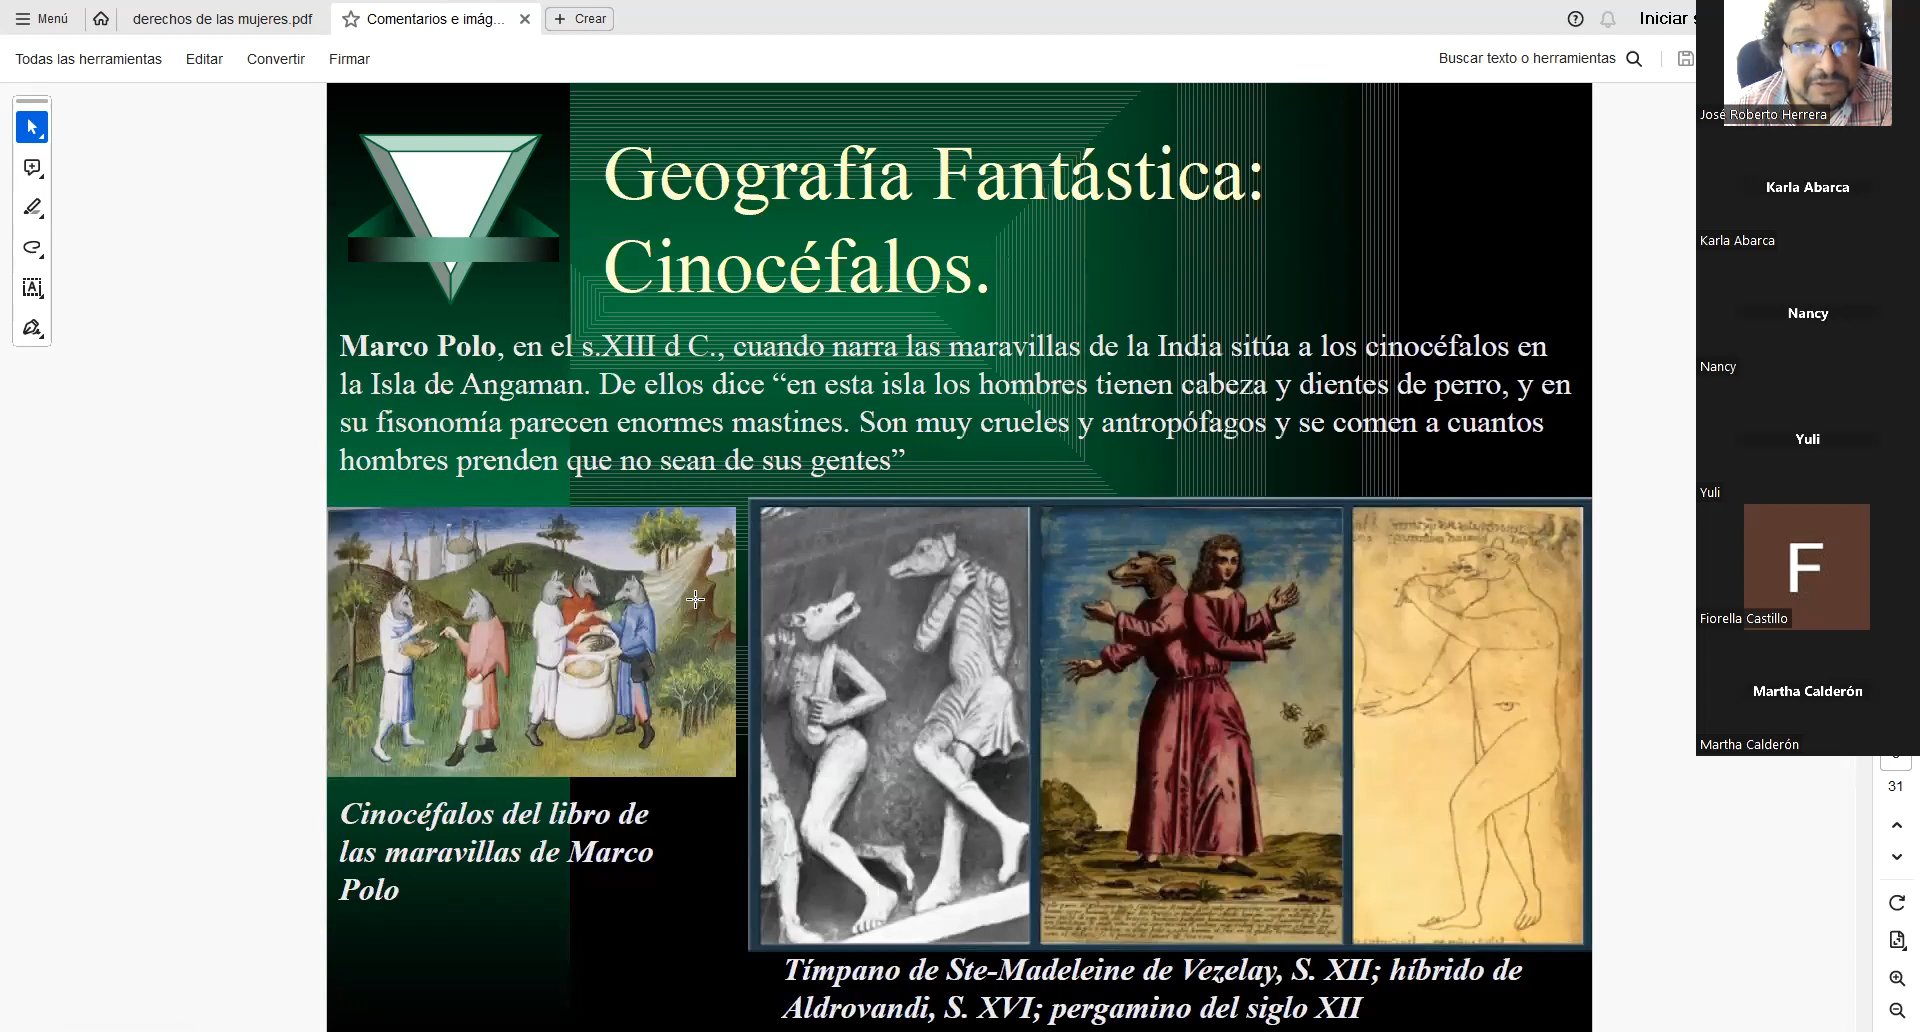 Menú
derechos de las mujeres.pdf
Comentarios e imág...
Crear
Iniciar s
Todas las herramientas
Editar
Convertir
Firmar
Buscar texto o herramientas
Geografía Fantástica:
Cinocéfalos.
Marco Polo, en el s.XIII d C., cuando narra las maravillas de la India sitúa a los cinocéfalos en
la Isla de Angaman. De ellos dice “en esta isla los hombres tienen cabeza y dientes de perro, y en
su fisonomía parecen enormes mastines. Son muy crueles y antropófagos y se comen a cuantos
hombres prenden que no sean de sus gentes”
Cinocéfalos del libro de
las maravillas de Marco
Polo
Tímpano de Ste-Madeleine de Vezelay, S. XII; híbrido de
Aldrovandi, S. XVI; pergamino del siglo XII
José Roberto Herrera
Karla Abarca
Karla Abarca
Nancy
Nancy
Yuli
Yuli
F
Fiorella Castillo
Martha Calderón
Martha Calderón
31